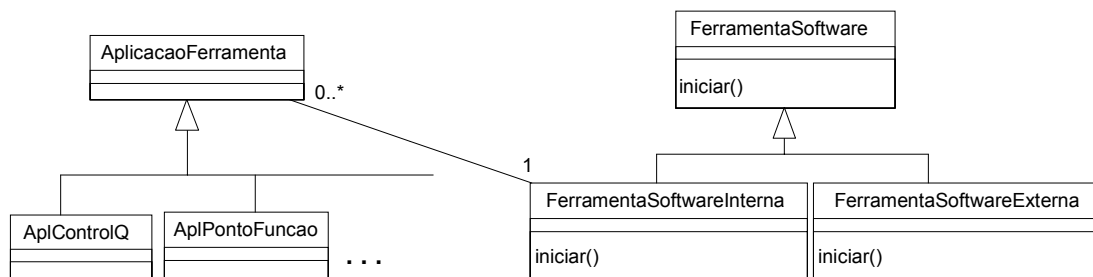 FerramentaSoftware
AplicacaoFerramenta
iniciar()
0..*
1
FerramentaSoftwareInterna
FerramentaSoftwareExterna
AplControlQ
AplPontoFuncao
iniciar()
iniciar()
. . .